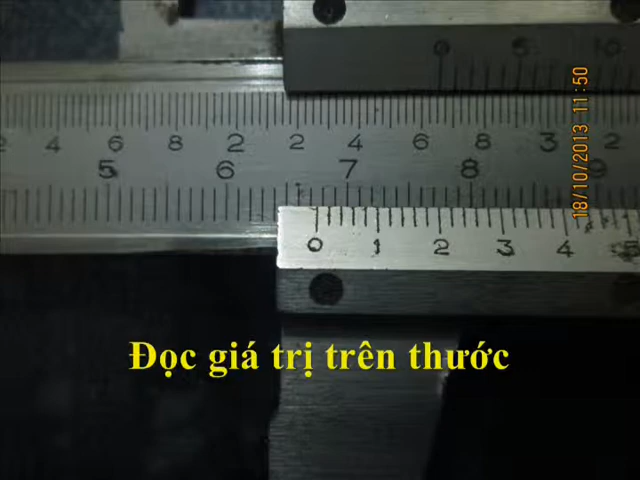 0 5 10
4 6 8 2 2 4 6 8 3 2
5 6 7 8 9
0 1 2 3 4 5
18/10/2013 11:50
Đọc giá trị trên thước